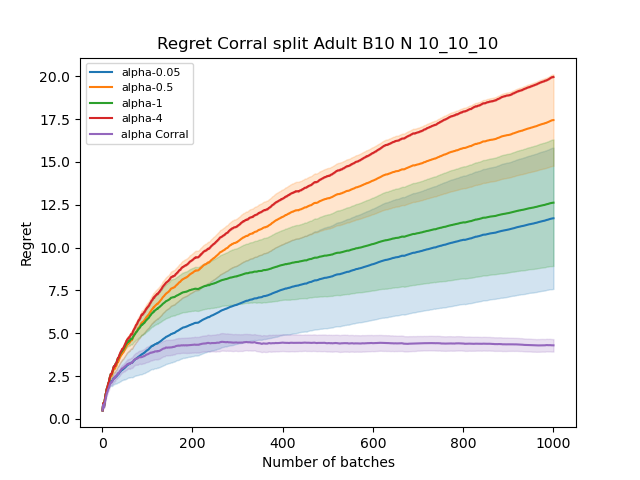 Regret Corral split Adult B10 N 10_10_10
alpha-0.05
alpha-0.5
alpha-1
alpha-4
alpha Corral
20.0
17.5
15.0
12.5
10.0
7.5
5.0
2.5
0.0
Regret
0 200 400 600 800 1000
Number of batches